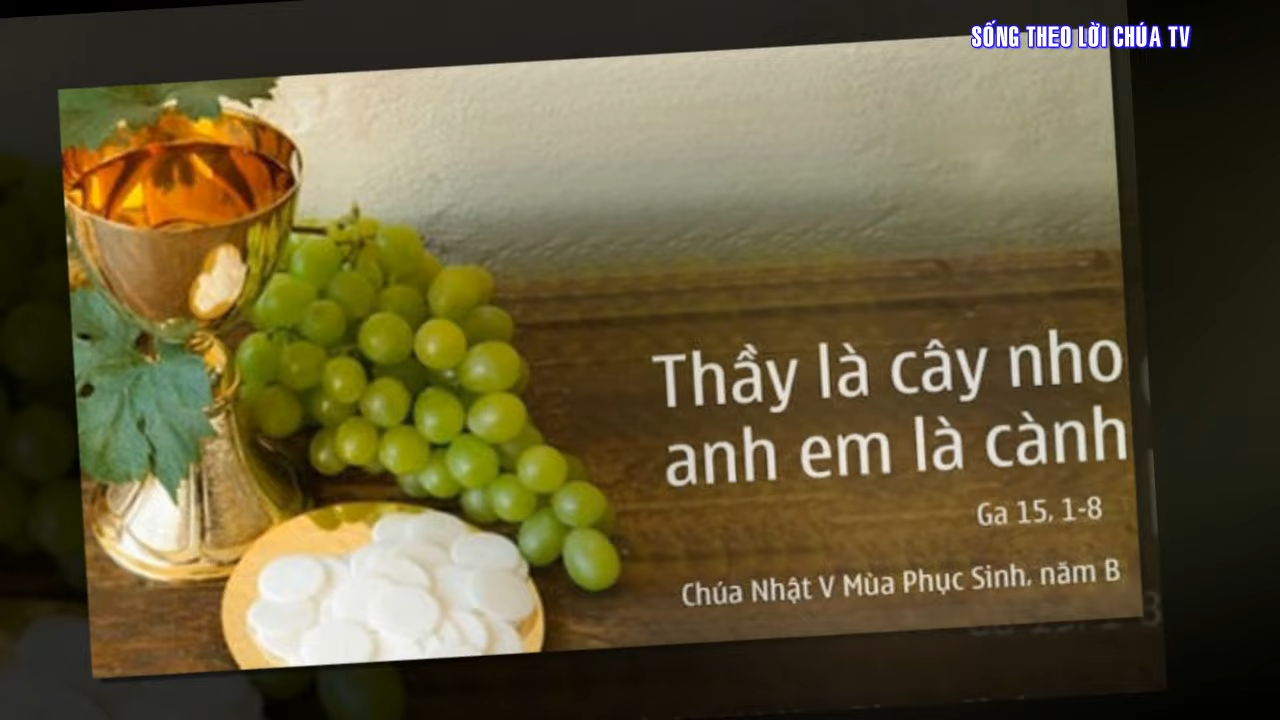 SỐNG THEO LỜI CHÚA TV
Thầy là cây nho
anh em là cành
Ga 15, 1-8
Chúa Nhật V Mùa Phục Sinh, năm B